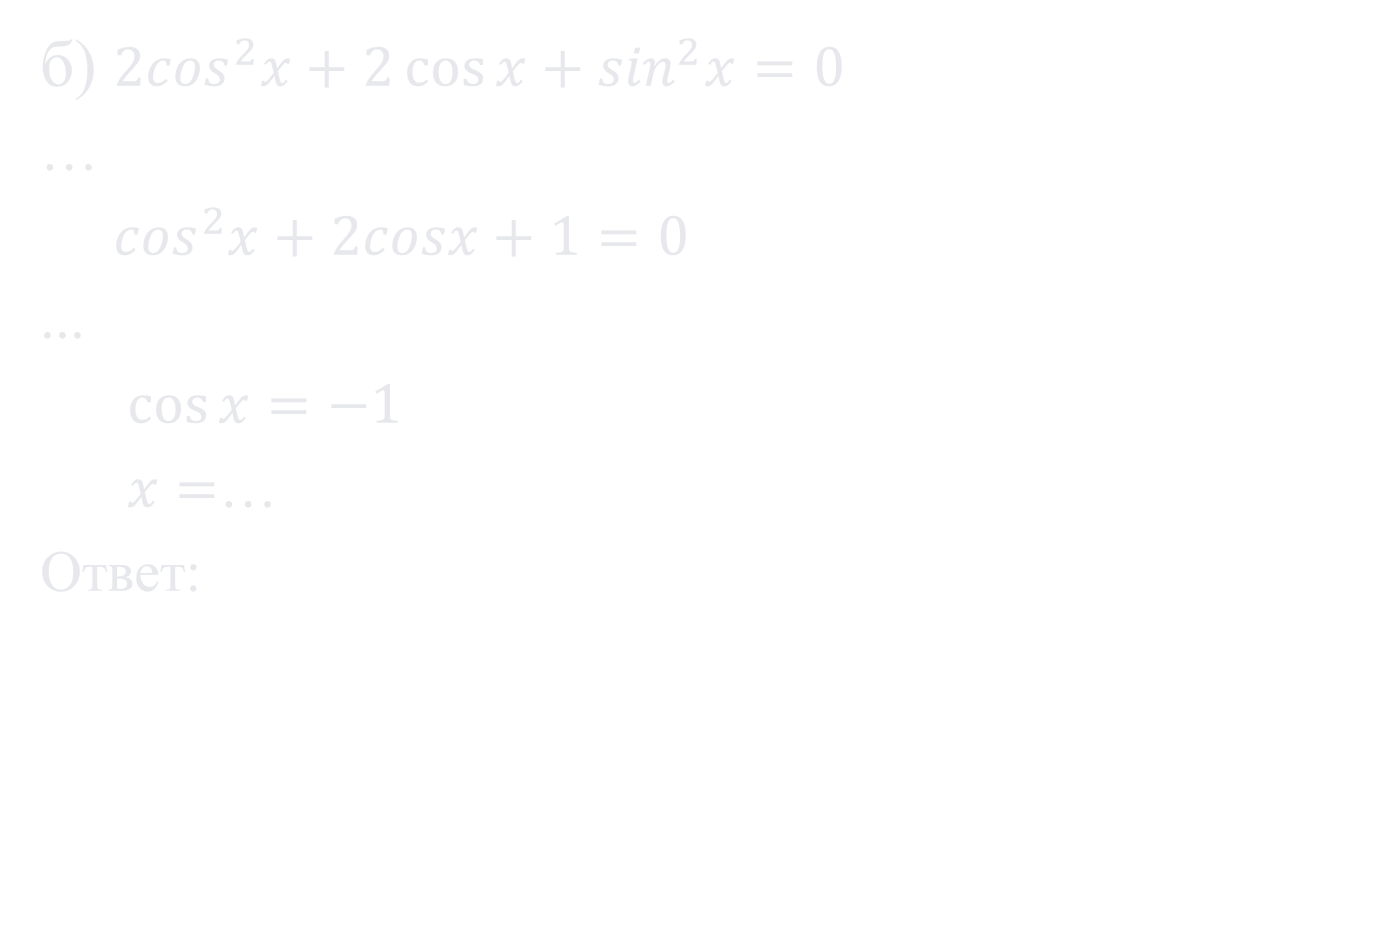 б) 2cos²x + 2 cos x + sin²x = 0
…
cos²x + 2cosx + 1 = 0
...
cos x = −1
x =…
Ответ: